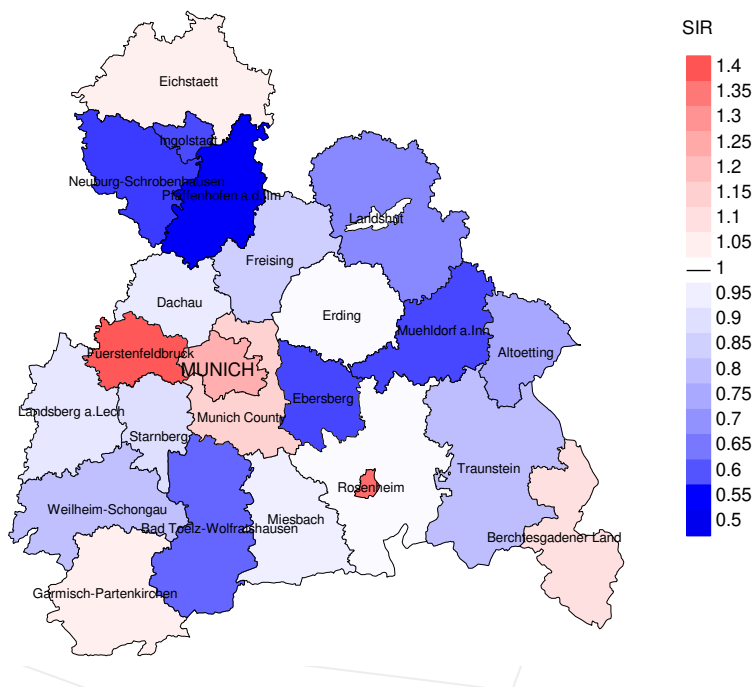 SIR
Eichstaett
Ingolstadt
Neuburg-Schrobenhausen
Pfaffenhofen a.d.Ilm
Landshut
Freising
Dachau
Erding
Muehldorf a.Inn
Altoetting
Fuerstenfeldbruck
MUNICH
Ebersberg
Landsberg a.Lech
Munich County
Starnberg
Traunstein
Rosenheim
Weilheim-Schongau
Bad Toelz-Wolfratshausen
Miesbach
Berchtesgadener Land
Garmisch-Partenkirchen
1.4
1.35
1.3
1.25
1.2
1.15
1.1
1.05
1
0.95
0.9
0.85
0.8
0.75
0.7
0.65
0.6
0.55
0.5